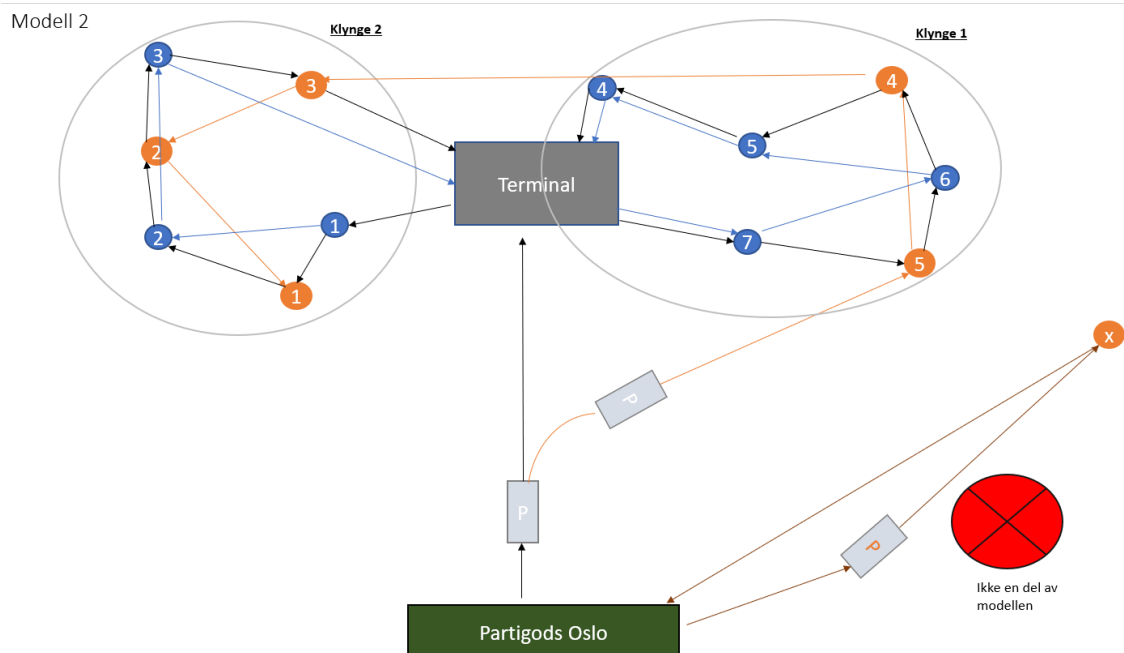 Modell 2
Klynge 2
Klynge 1
3
3
4
4
2
5
6
Terminal
1
2
7
5
1
x
P
P
P
Ikke en del av
modellen
Partigods Oslo